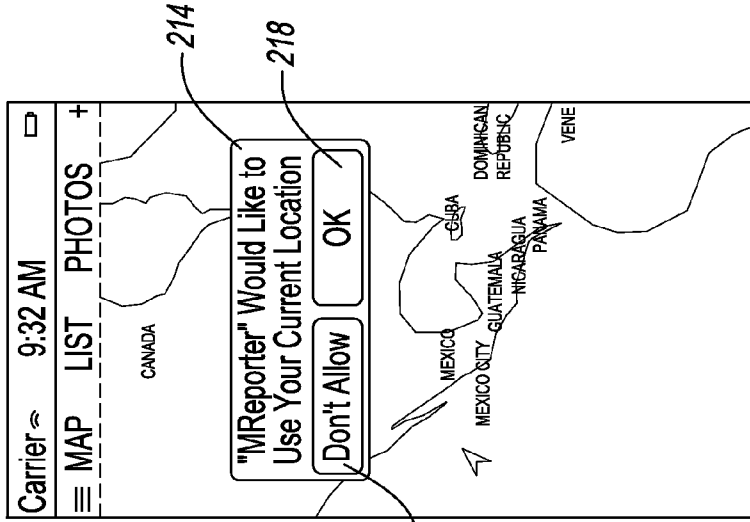 Carrier 9:32 AM
≡ MAP LIST PHOTOS +
CANADA
214
"MReporter" Would Like to
Use Your Current Location
Don't Allow
OK
218
MEXICO
CUBA
MEXICO CITY
GUATEMALA
DOMINICAN
REPUBLIC
NICARAGUA
PANAMA
VENE